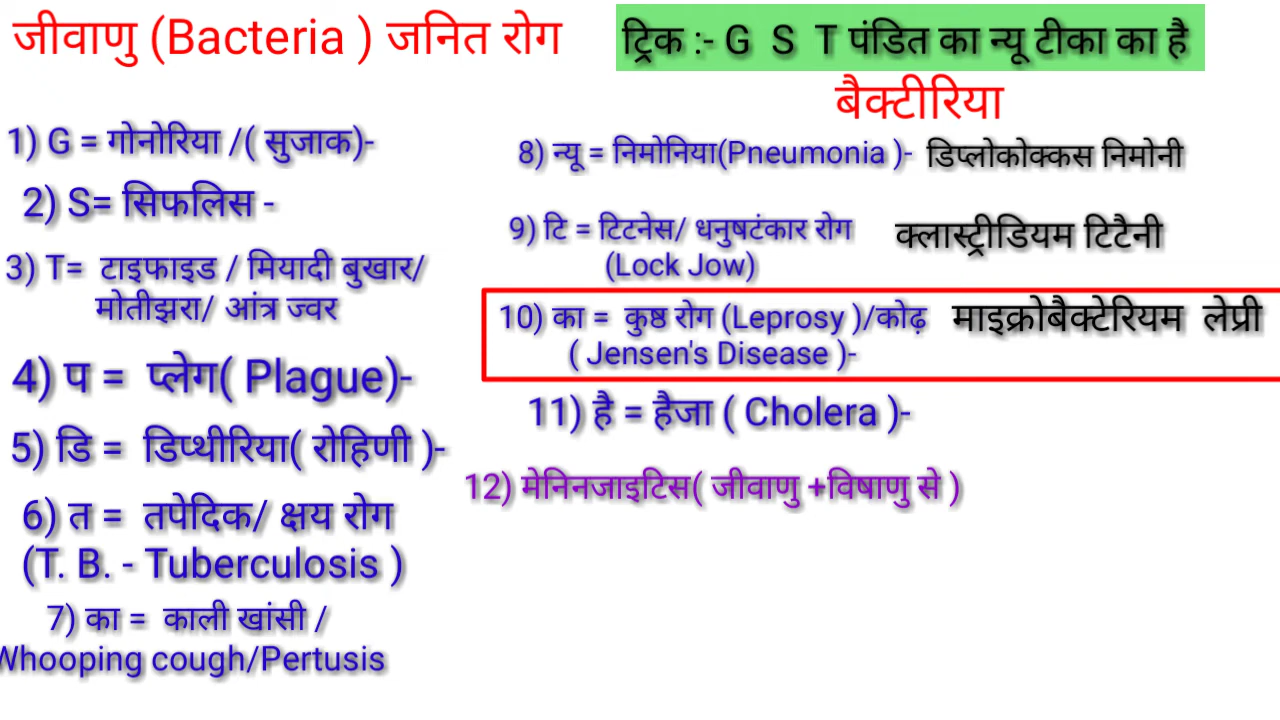 जीवाणु (Bacteria ) जनित रोग
ट्रिक :- G S T पंडित का न्यू टीका का है
बैक्टीरिया
1) G = गोनोरिया /( सुजाक)-
2) S= सिफलिस -
3) T= टाइफाइड / मियादी बुखार/
मोतीझरा/ आंत्र ज्वर
4) प = प्लेग( Plague)-
5) डि = डिप्थीरिया( रोहिणी )-
6) त = तपेदिक/ क्षय रोग
(T. B. - Tuberculosis )
7) का = काली खांसी /
Whooping cough/Pertusis
8) न्यू = निमोनिया(Pneumonia )- डिप्लोकोक्कस निमोनी
9) टि = टिटनेस/ धनुषटंकार रोग क्लास्ट्रीडियम टिटैनी
(Lock Jow)
10) का = कुष्ठ रोग (Leprosy )/कोढ़ माइक्रोबैक्टेरियम लेप्री
( Jensen's Disease )-
11) है = हैजा ( Cholera )-
12) मेनिनजाइटिस( जीवाणु +विषाणु से )